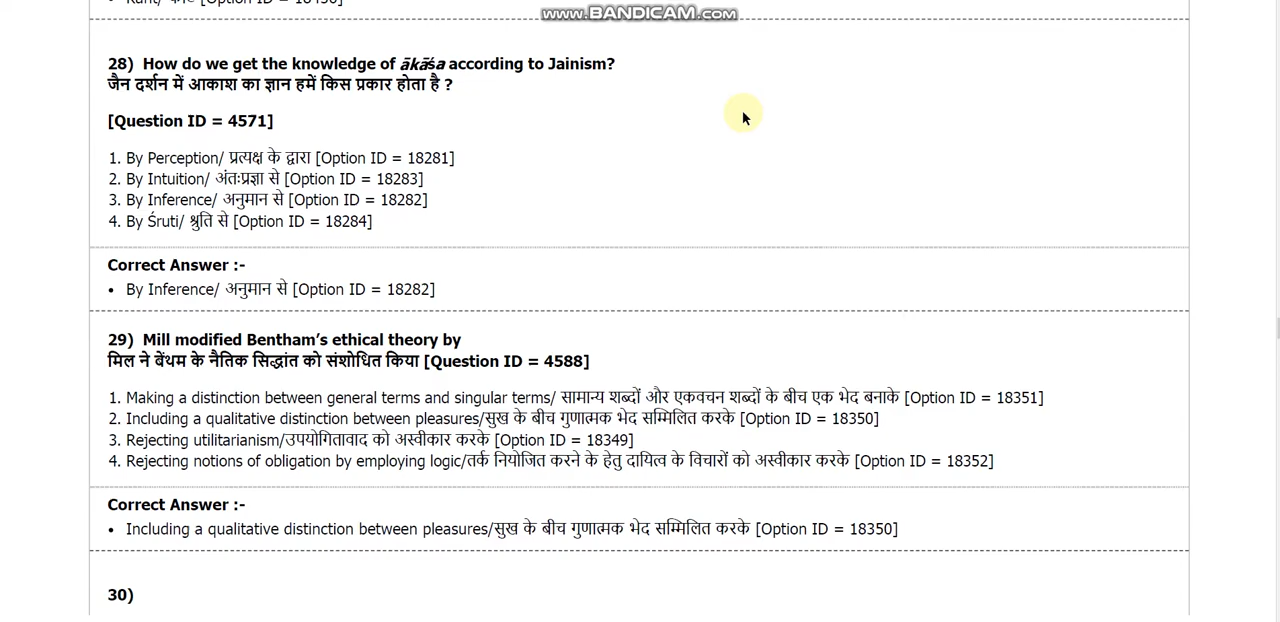 www.BANDICAM.com
28) How do we get the knowledge of ākāśa according to Jainism?
जैन दर्शन में आकाश का ज्ञान हमें किस प्रकार होता है ?
[Question ID = 4571]
1. By Perception/ प्रत्यक्ष के द्वारा [Option ID = 18281]
2. By Intuition/ अंतःप्रज्ञा से [Option ID = 18283]
3. By Inference/ अनुमान से [Option ID = 18282]
4. By Śruti/ श्रुति से [Option ID = 18284]
Correct Answer :-
• By Inference/ अनुमान से [Option ID = 18282]
29) Mill modified Bentham’s ethical theory by
मिल ने बेंथम के नैतिक सिद्धांत को संशोधित किया [Question ID = 4588]
1. Making a distinction between general terms and singular terms/ सामान्य शब्दों और एकवचन शब्दों के बीच एक भेद बनाके [Option ID = 18351]
2. Including a qualitative distinction between pleasures/सुख के बीच गुणात्मक भेद सम्मिलित करके [Option ID = 18350]
3. Rejecting utilitarianism/उपयोगितावाद को अस्वीकार करके [Option ID = 18349]
4. Rejecting notions of obligation by employing logic/तर्क नियोजित करने के हेतु दायित्व के विचारों को अस्वीकार करके [Option ID = 18352]
Correct Answer :-
• Including a qualitative distinction between pleasures/सुख के बीच गुणात्मक भेद सम्मिलित करके [Option ID = 18350]
30)